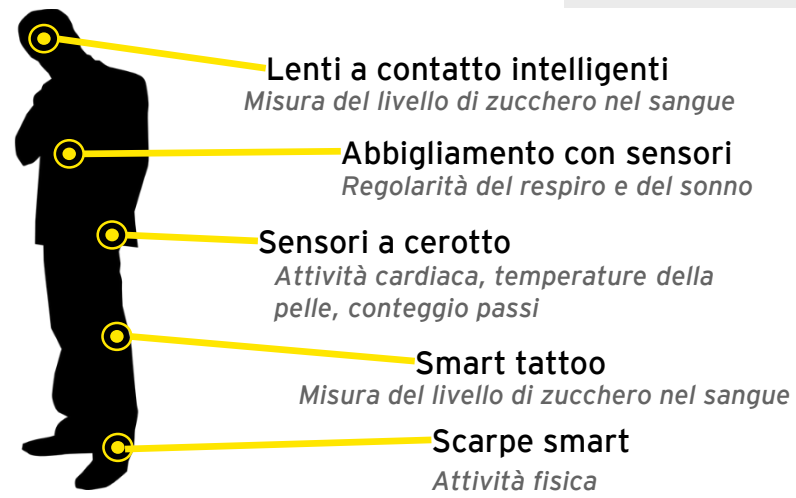 Lenti a contatto intelligenti
Misura del livello di zucchero nel sangue
Abbigliamento con sensori
Regolarità del respiro e del sonno
Sensori a cerotto
Attività cardiaca, temperature della
pelle, conteggio passi
Smart tattoo
Misura del livello di zucchero nel sangue
Scarpe smart
Attività fisica